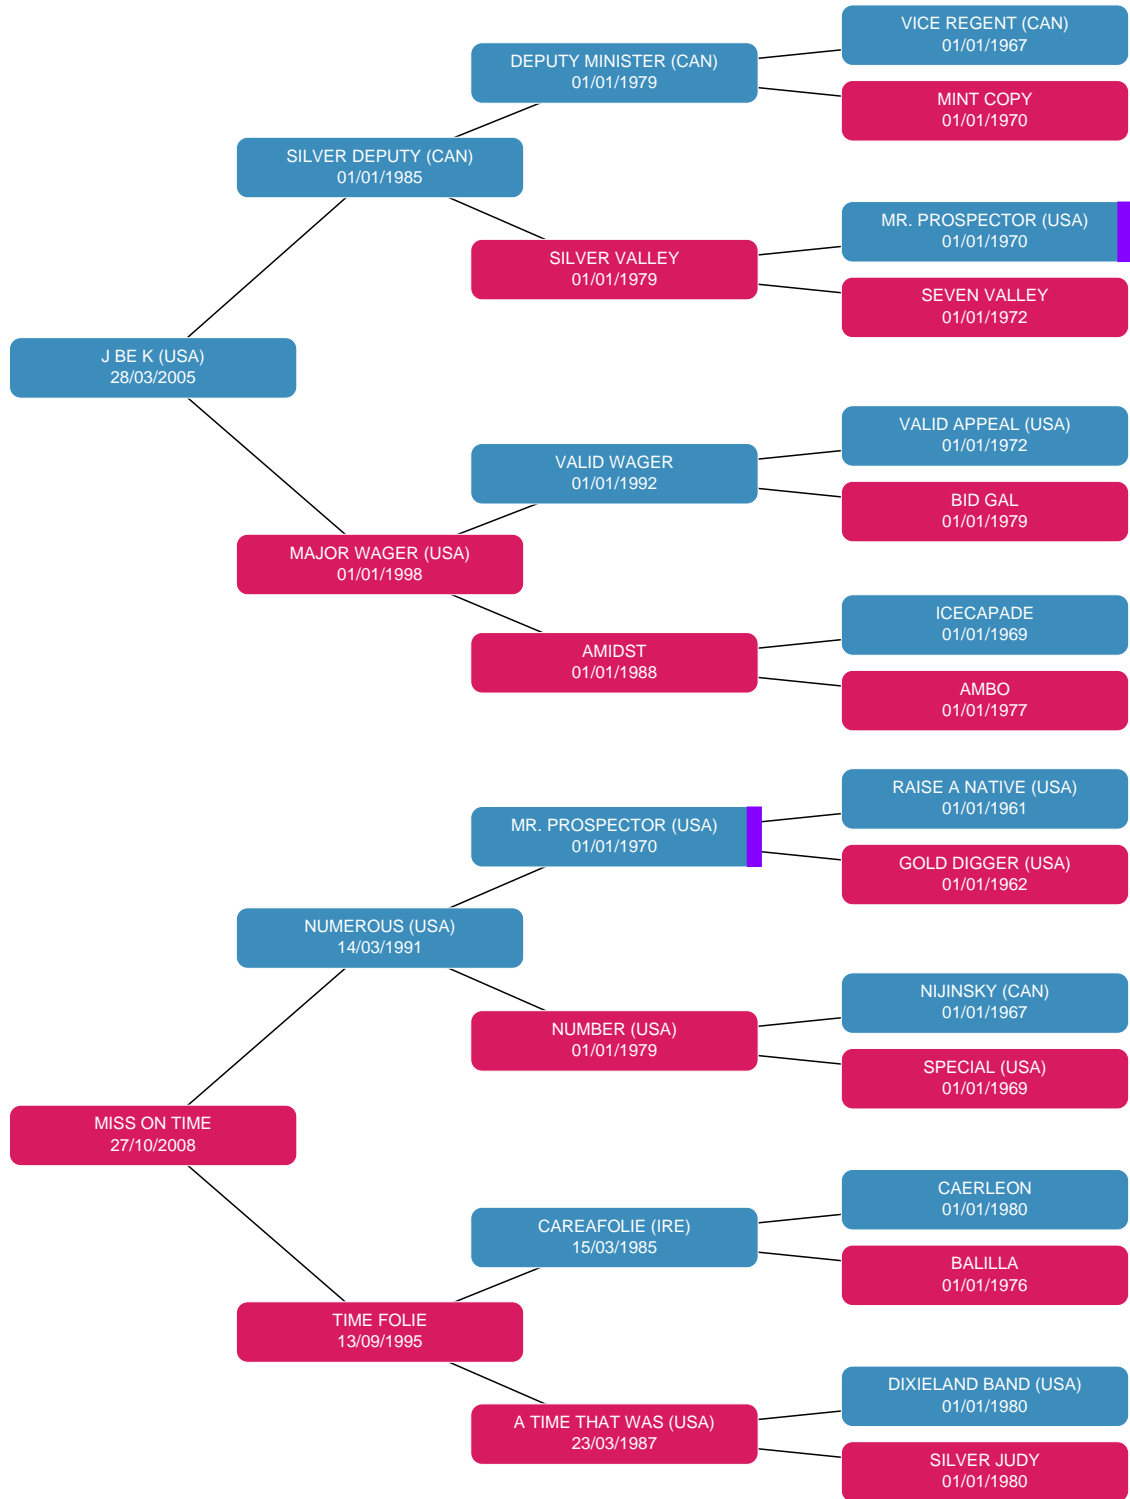 VICE REGENT (CAN)
01/01/1967
DEPUTY MINISTER (CAN)
01/01/1979
MINT COPY
01/01/1970
SILVER DEPUTY (CAN)
01/01/1985
MR. PROSPECTOR (USA)
01/01/1970
SILVER VALLEY
01/01/1979
SEVEN VALLEY
01/01/1972
J BE K (USA)
28/03/2005
VALID APPEAL (USA)
01/01/1972
VALID WAGER
01/01/1992
BID GAL
01/01/1979
MAJOR WAGER (USA)
01/01/1998
ICECAPADE
01/01/1969
AMIDST
01/01/1988
AMBO
01/01/1977
RAISE A NATIVE (USA)
01/01/1961
MR. PROSPECTOR (USA)
01/01/1970
GOLD DIGGER (USA)
01/01/1962
NUMEROUS (USA)
14/03/1991
NIJINSKY (CAN)
01/01/1967
NUMBER (USA)
01/01/1979
SPECIAL (USA)
01/01/1969
MISS ON TIME
27/10/2008
CAERLEON
01/01/1980
CAREAFOLIE (IRE)
15/03/1985
BALILLA
01/01/1976
TIME FOLIE
13/09/1995
DIXIELAND BAND (USA)
01/01/1980
A TIME THAT WAS (USA)
23/03/1987
SILVER JUDY
01/01/1980